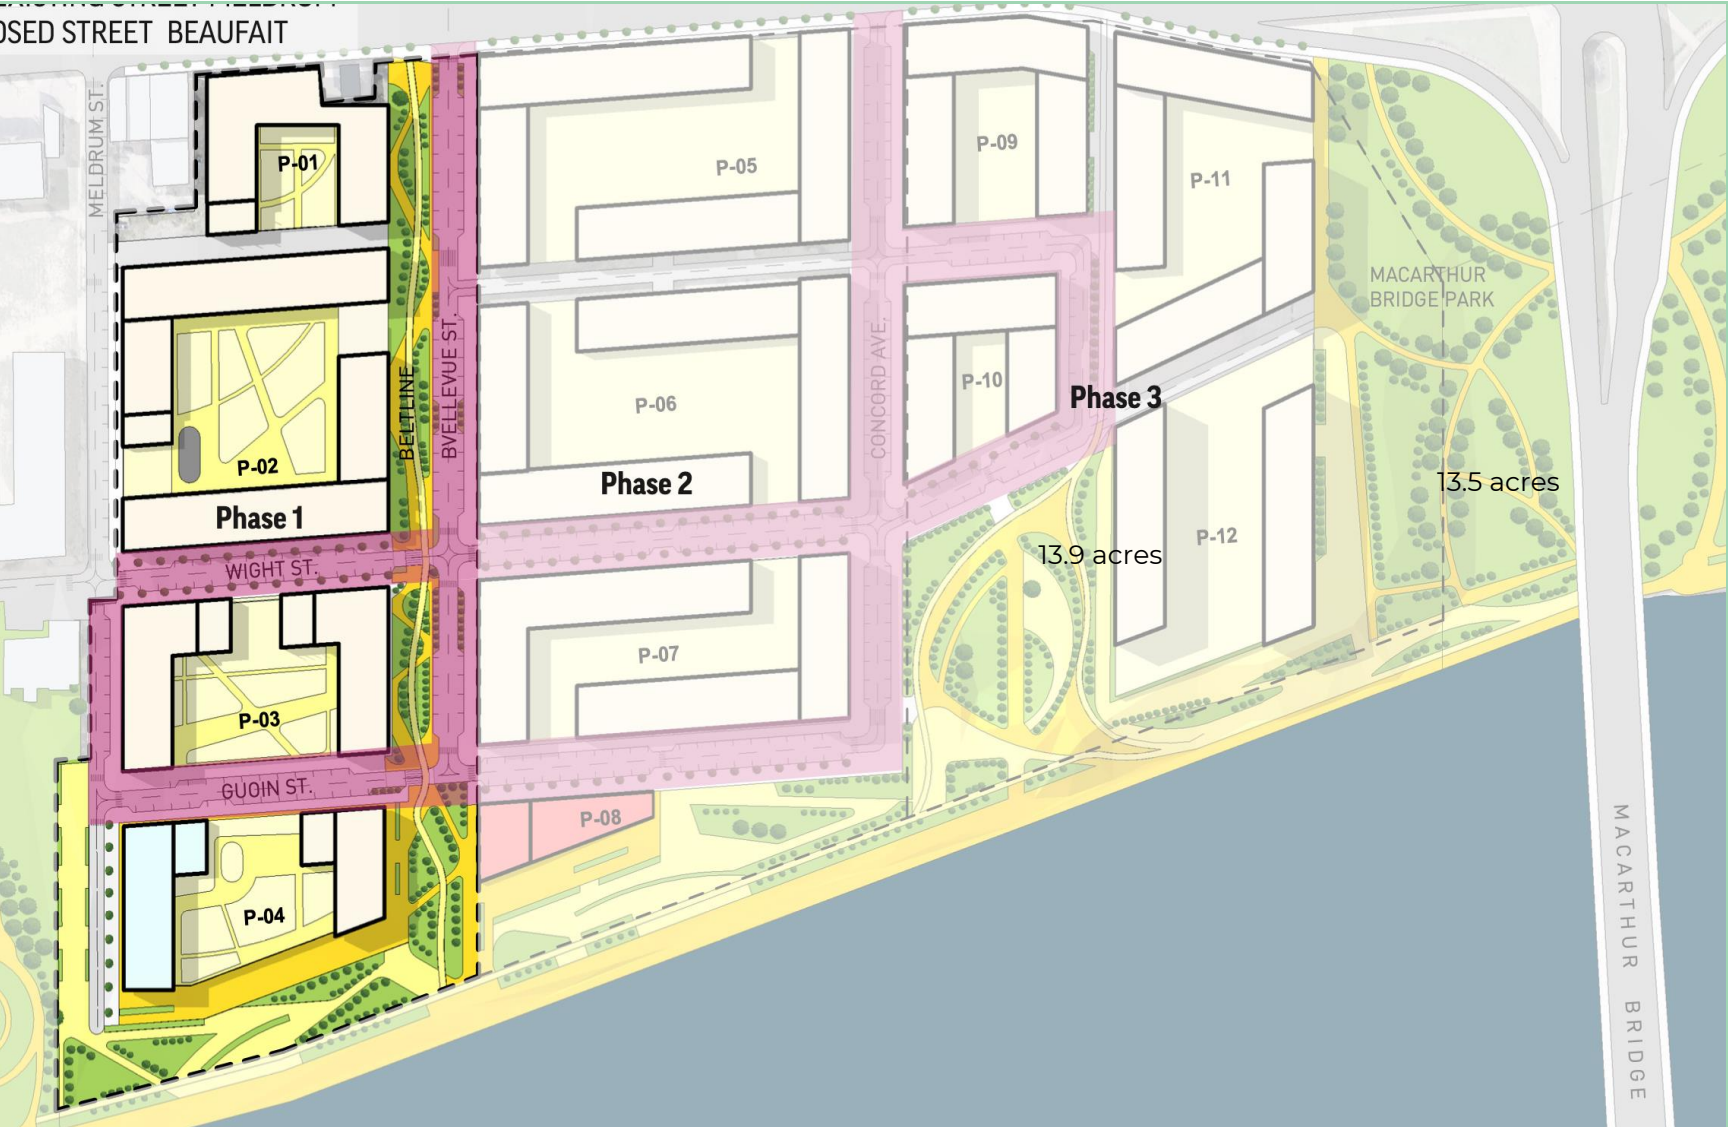 BEAUFAIT
OSED STREET
MELDRUM ST.
P-01
P-02
Phase 1
WIGHT ST.
P-03
GUOIN ST.
P-04
BELTLINE
BVELLEVUE ST.
P-05
P-06
Phase 2
P-07
P-08
CONCORD AVE.
P-09
P-10
Phase 3
P-11
P-12
13.9 acres
MACARTHUR
BRIDGE PARK
13.5 acres
MACARTHUR BRIDGE